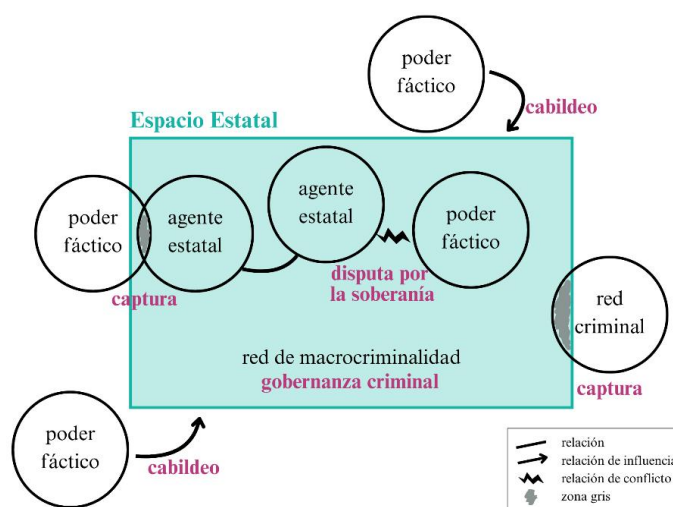 poder
fáctico
cabildeo
Espacio Estatal
poder
fáctico
agente
estatal
agente
estatal
poder
fáctico
captura
disputa por
la soberanía
red
criminal
captura
red de macrocriminalidad
gobernanza criminal
poder
fáctico
cabildeo
relación
relación de influencia
relación de conflicto
zona gris